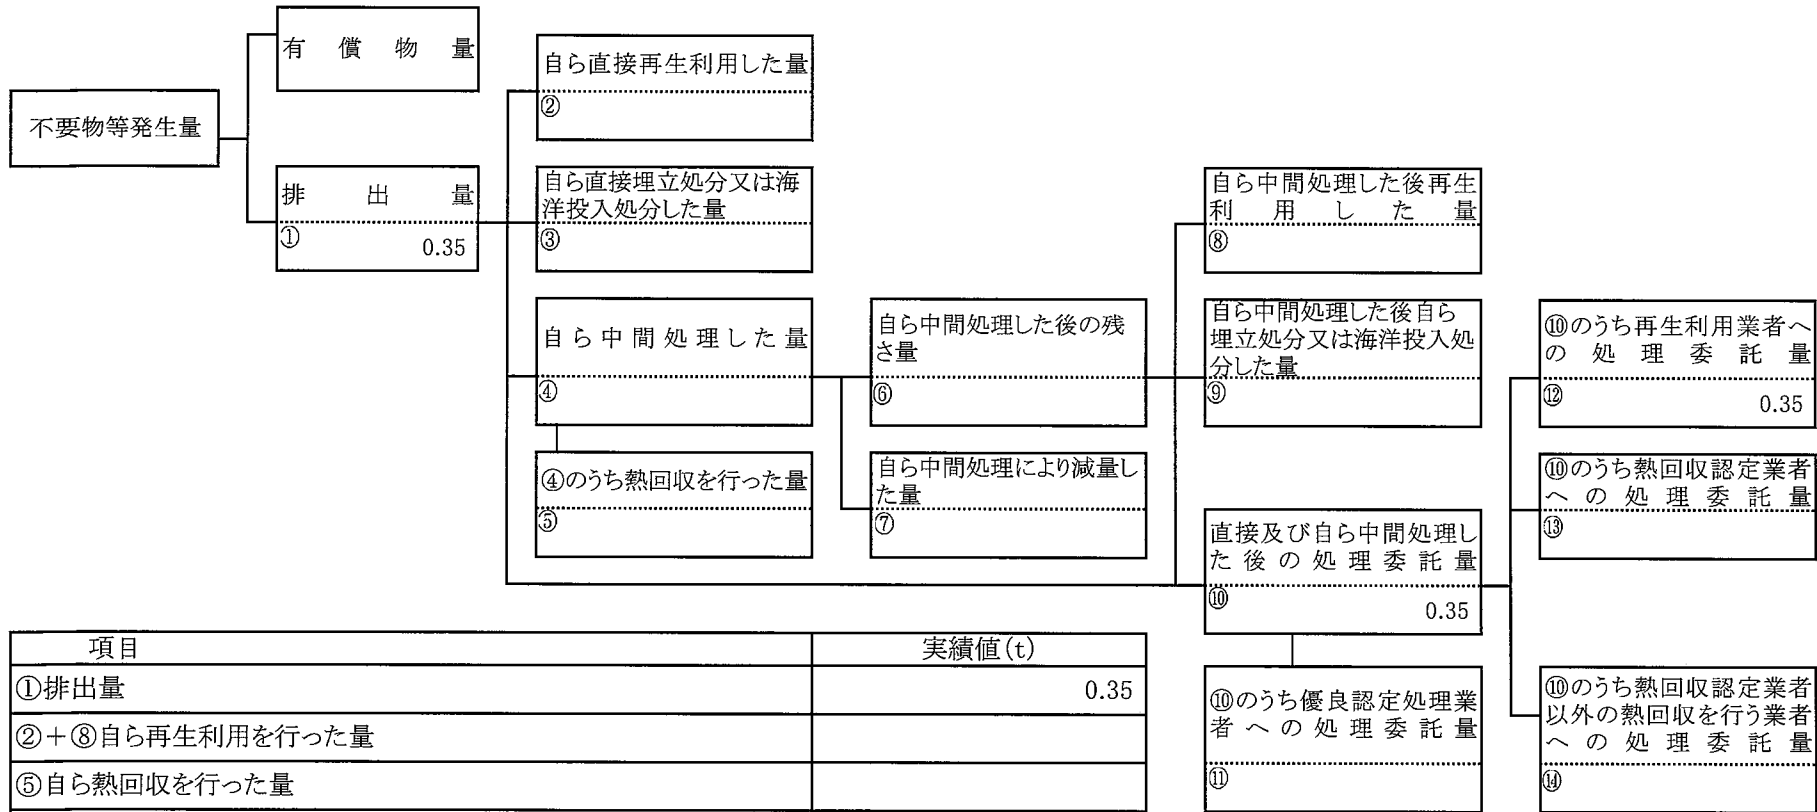 有償物量
不要物等発生量
排出量
①
0.35
自ら直接再生利用した量
②
自ら直接埋立処分又は海
洋投入処分した量
③
自ら中間処理した量
④
④のうち熱回収を行った量
⑤
自ら中間処理した後の残
さ量
⑥
自ら中間処理により減量し
た量
⑦
自ら中間処理した後再生
利用した量
⑧
自ら中間処理した後自ら
埋立処分又は海洋投入処
分した量
⑨
直接及び自ら中間処理し
た後の処理委託量
⑩
0.35
⑩のうち優良認定処理業
者への処理委託量
⑪
⑩のうち再生利用業者へ
の処理委託量
⑫
0.35
⑩のうち熱回収認定業者
への処理委託量
⑬
⑩のうち熱回収認定業者
以外の熱回収を行う業者
への処理委託量
⑭
項目 実績値(t)
①排出量 0.35
②+⑧自ら再生利用を行った量
⑤自ら熱回収を行った量